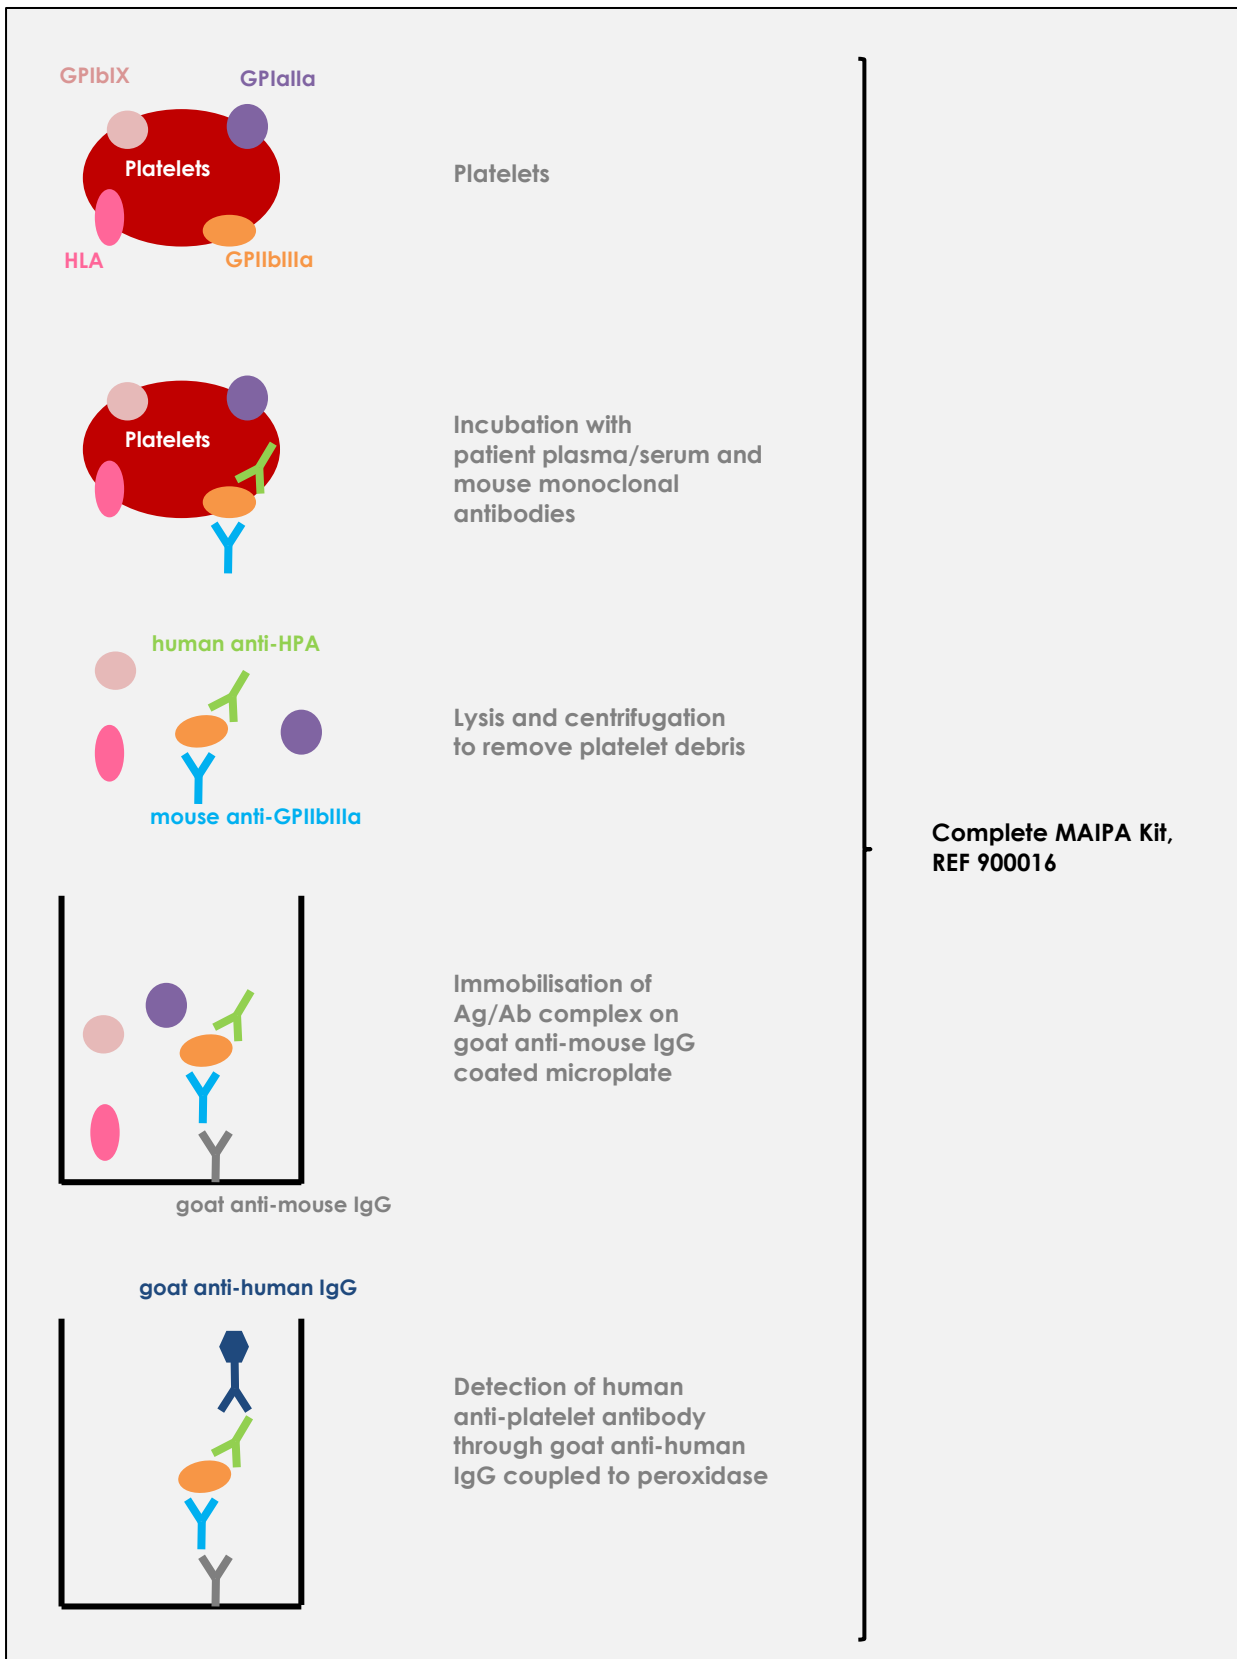 GPIbIX
GPIaIIa
Platelets
HLA
GPIIbIIIa
Platelets
Platelets
Incubation with
patient plasma/serum and
mouse monoclonal
antibodies
human anti-HPA
mouse anti-GPIIbIIIa
Lysis and centrifugation
to remove platelet debris
Complete MAIPA Kit,
REF 900016
Immobilisation of
Ag/Ab complex on
goat anti-mouse IgG
coated microplate
goat anti-mouse IgG
goat anti-human IgG
Detection of human
anti-platelet antibody
through goat anti-human
IgG coupled to peroxidase